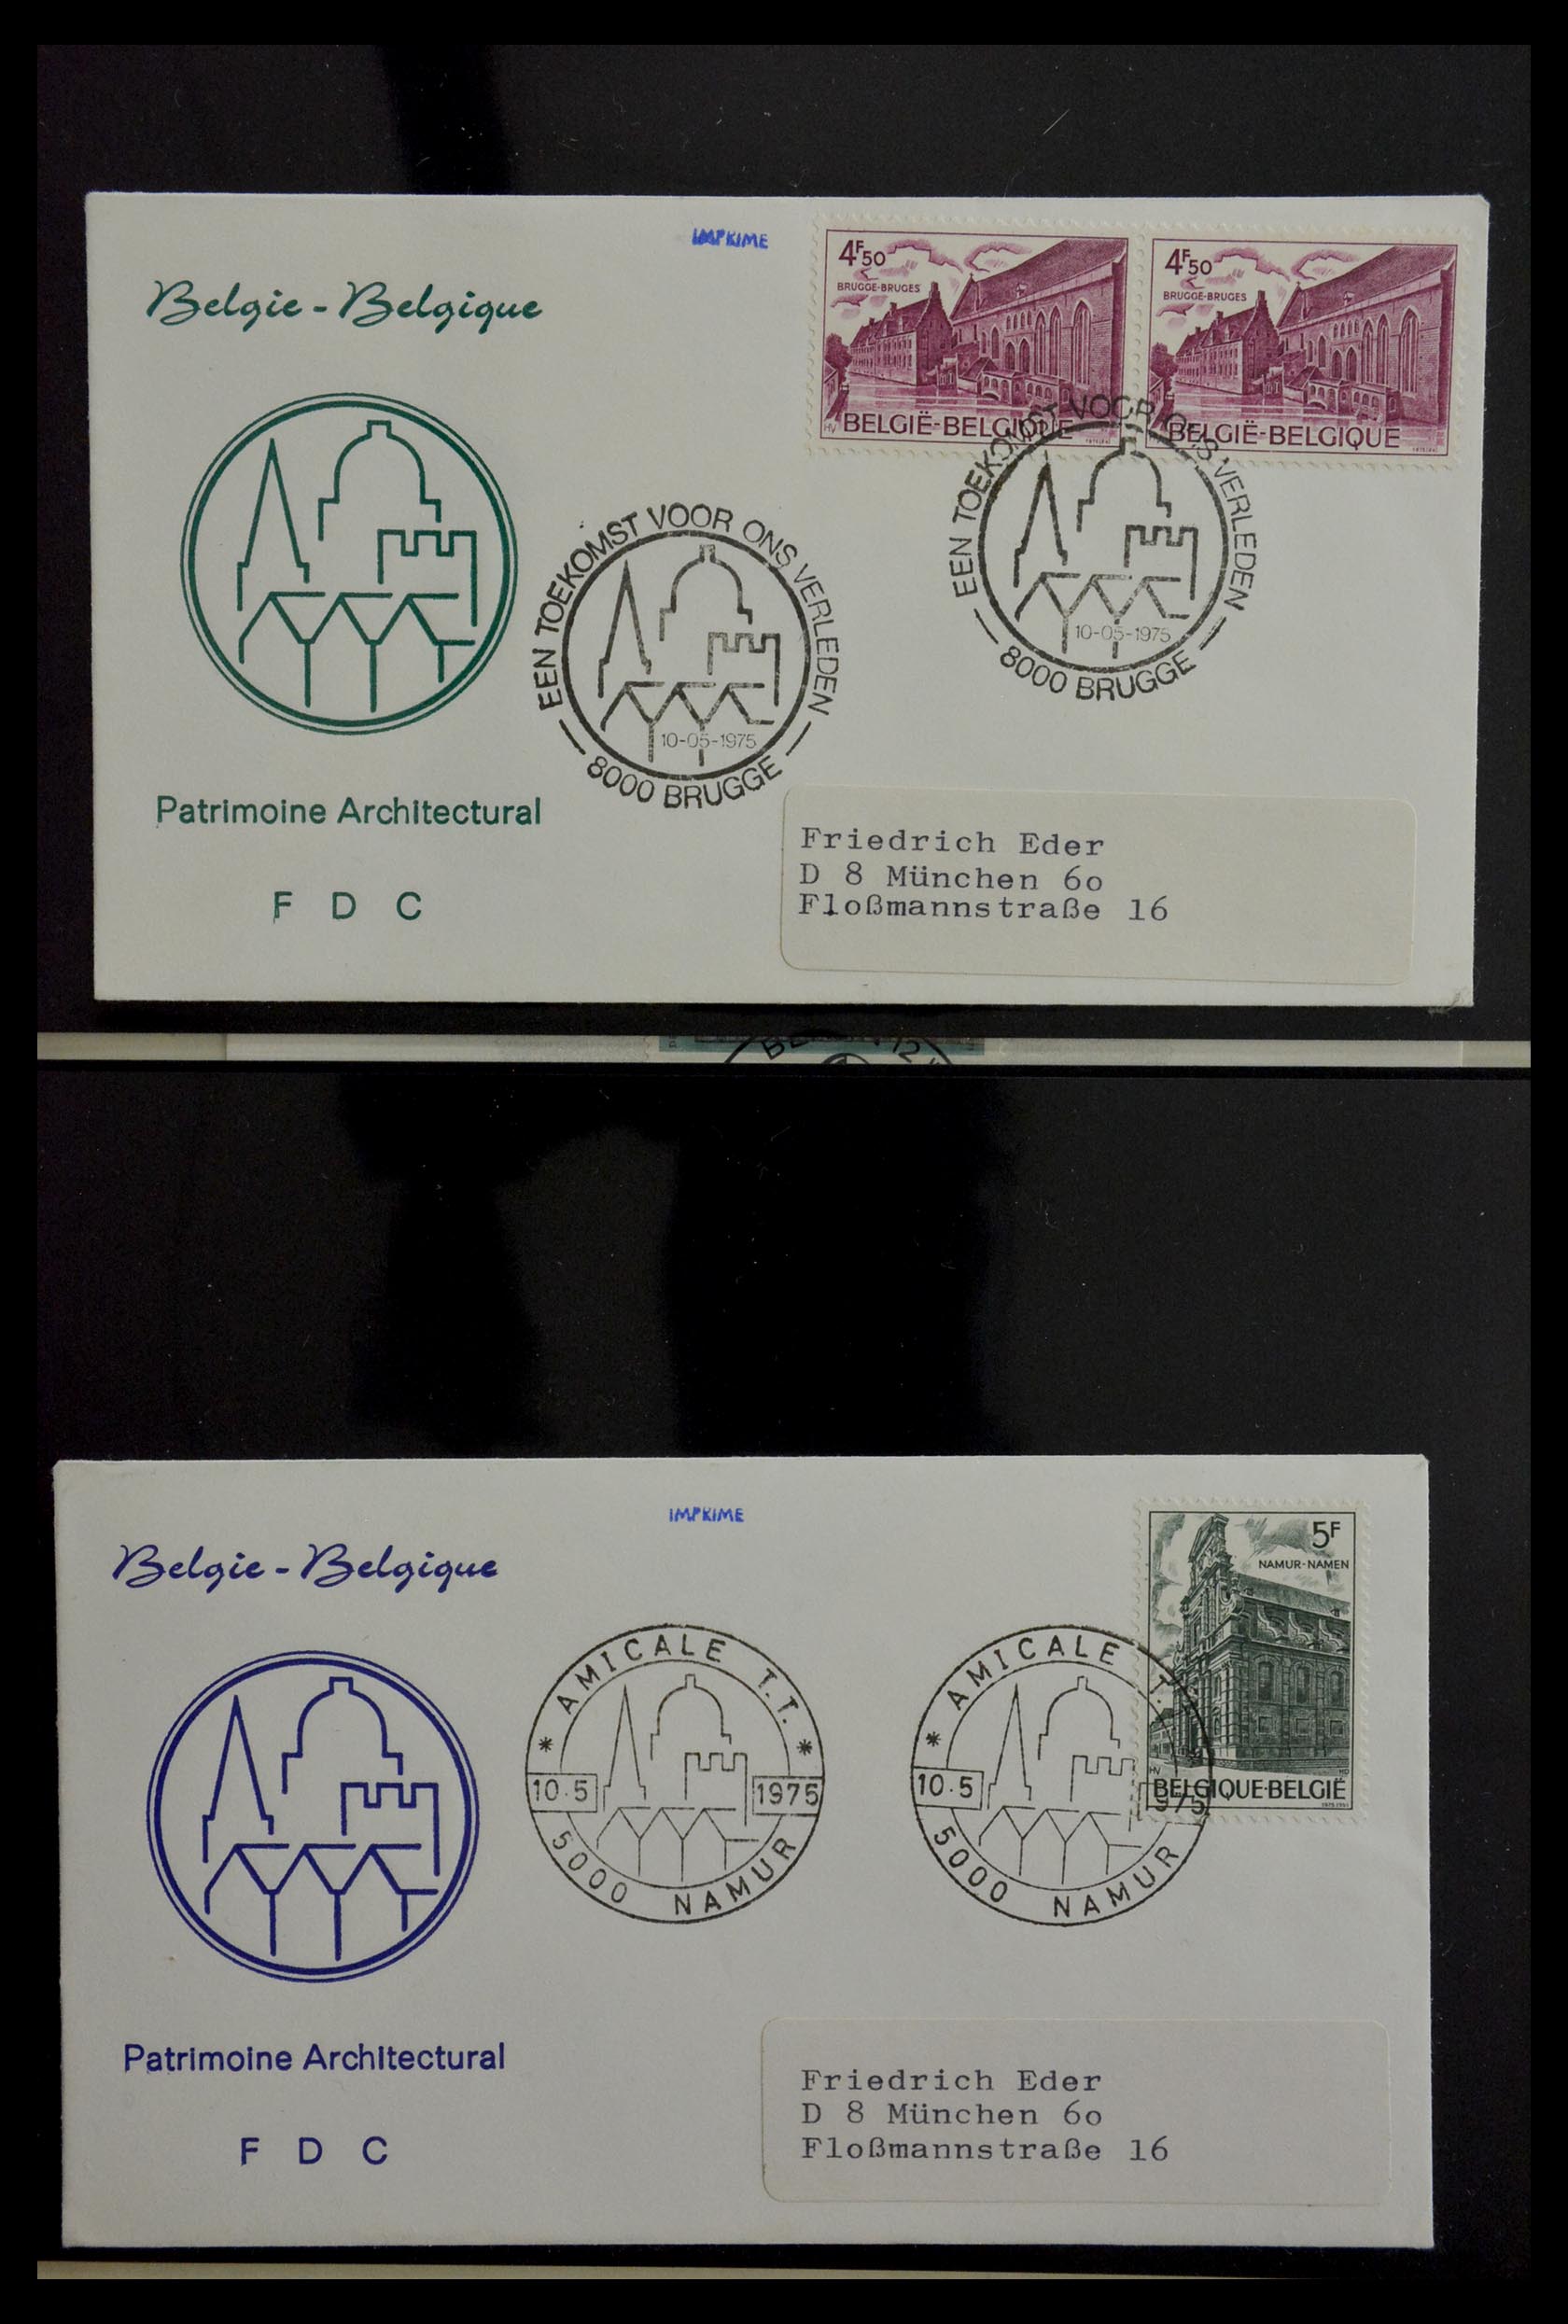 IMPRIME
Belgie - Belgique
4F50
BRUGGE-BRUGES
BELGIË-BELGIQUE
4F50
BRUGGE-BRUGES
BELGIË-BELGIQUE
EEN TOEKOMST VOOR ONS VERLEDEN
10-05-1975
8000 BRUGGE
EEN TOEKOMST VOOR ONS VERLEDEN
10-05-1975
8000 BRUGGE
Patrimoine Architectural
F D C
Friedrich Eder
D 8 München 6o
Floßmannstraße 16
IMPRIME
Belgie - Belgique
5F
NAMUR-NAMEN
BELGIQUE-BELGIË
* AMICALE T.T. *
10.5 1975
5000 NAMUR
* AMICALE T.
10.5 1975
5000 NAMUR
Patrimoine Architectural
F D C
Friedrich Eder
D 8 München 6o
Floßmannstraße 16